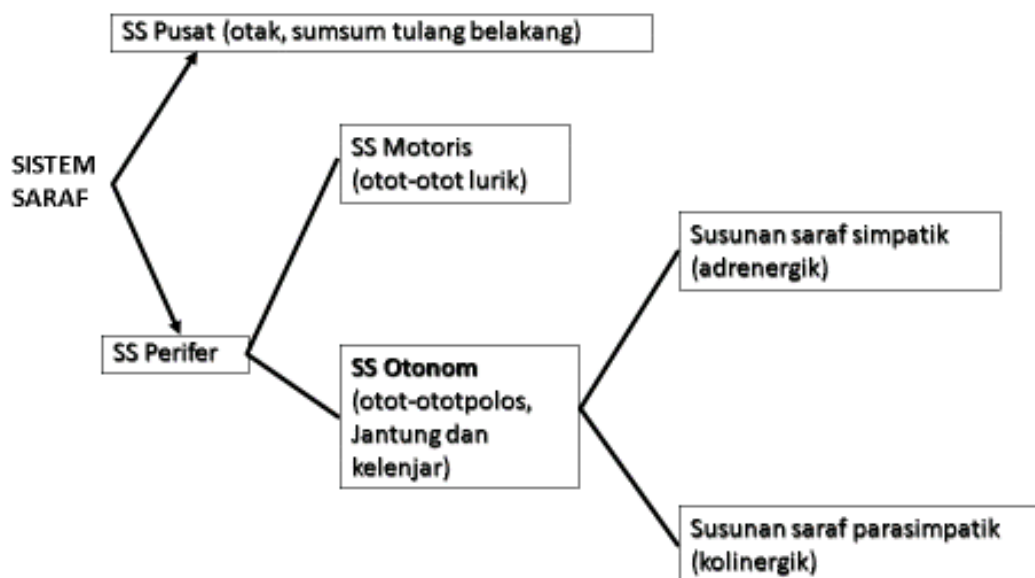 SS Pusat (otak, sumsum tulang belakang)
SISTEM
SARAF
SS Motoris
(otot-otot lurik)
SS Perifer
SS Otonom
(otot-ototpolos,
Jantung dan
kelenjar)
Susunan saraf simpatik
(adrenergik)
Susunan saraf parasimpatik
(kolinergik)